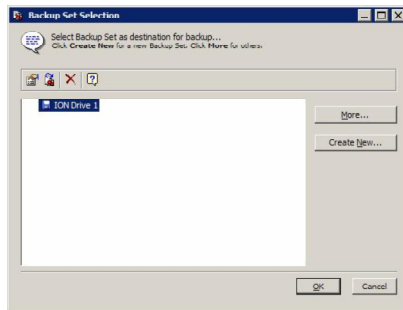 Backup Set Selection
Select Backup Set as destination for backup...
Click Create New for a new Backup Set. Click More for others.
ION Drive 1
More...
Create New...
OK
Cancel